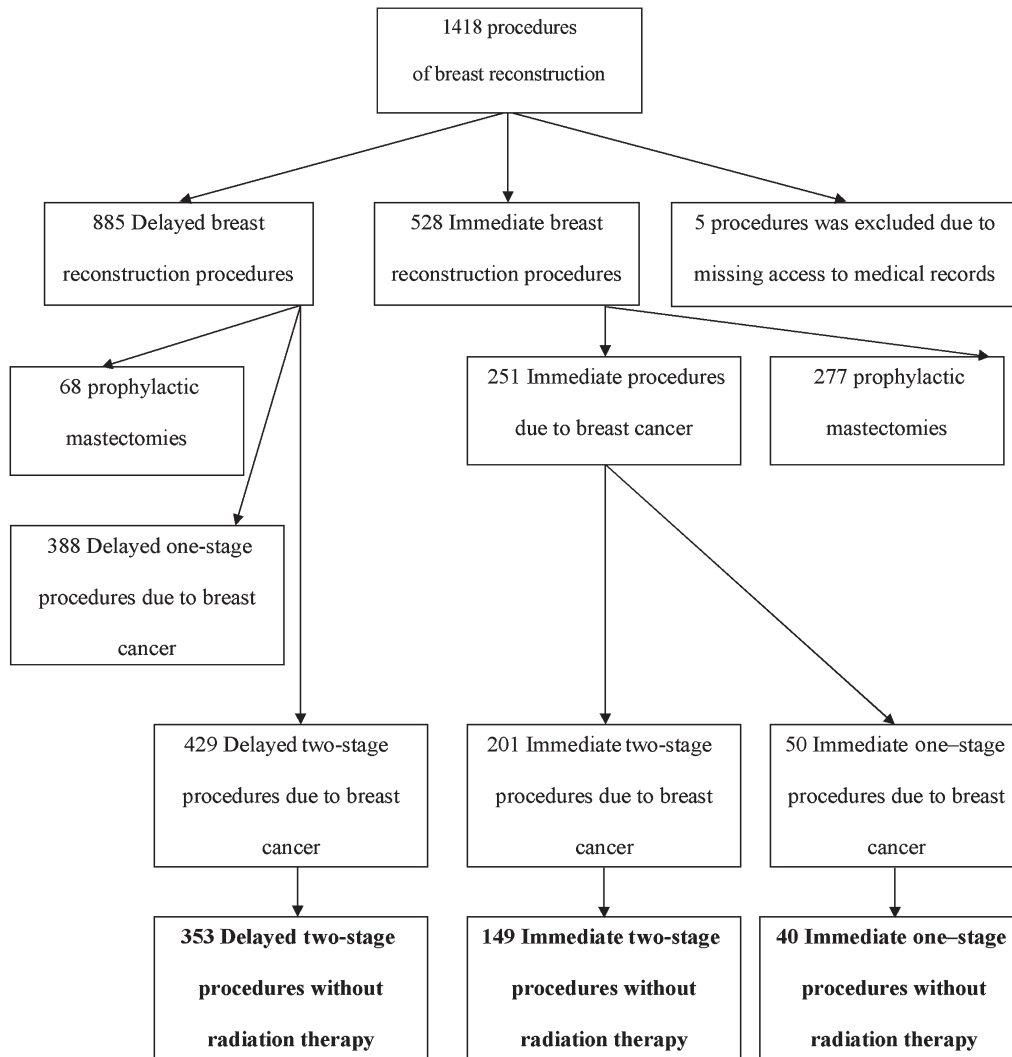 1418 procedures
of breast reconstruction
885 Delayed breast
reconstruction procedures
528 Immediate breast
reconstruction procedures
5 procedures was excluded due to
missing access to medical records
68 prophylactic
mastectomies
251 Immediate procedures
due to breast cancer
277 prophylactic
mastectomies
388 Delayed one-stage
procedures due to breast
cancer
429 Delayed two-stage
procedures due to breast
cancer
201 Immediate two-stage
procedures due to breast
cancer
50 Immediate one–stage
procedures due to breast
cancer
353 Delayed two-stage
procedures without
radiation therapy
149 Immediate two-stage
procedures without
radiation therapy
40 Immediate one–stage
procedures without
radiation therapy